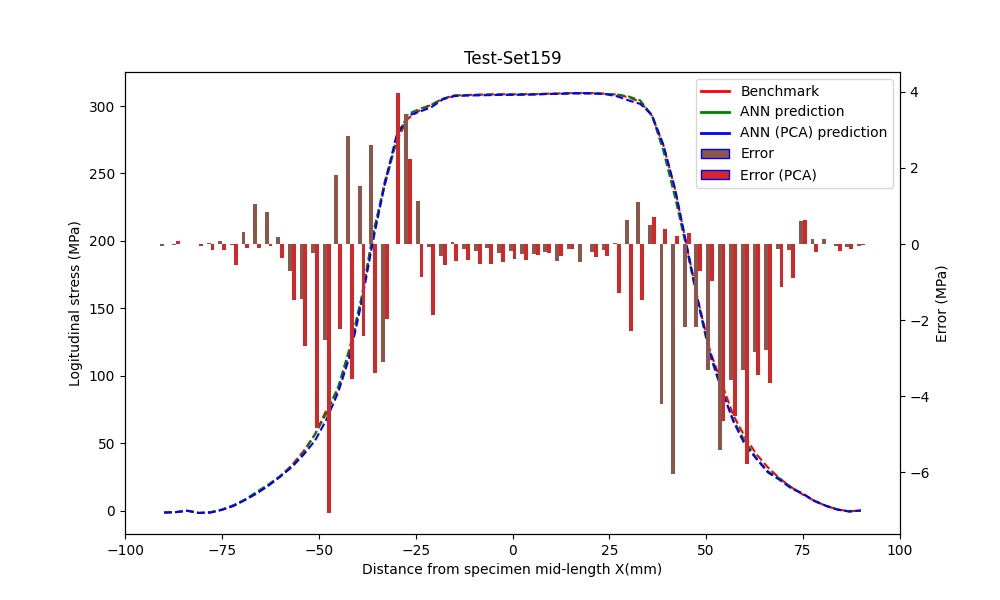 Test-Set159
Logitudinal stress (MPa)
300
250
200
150
100
50
0
−100
−75
−50
−25
0
25
50
75
100
Distance from specimen mid-length X(mm)
4
2
0
−2
−4
−6
Error (MPa)
Benchmark
ANN prediction
ANN (PCA) prediction
Error
Error (PCA)